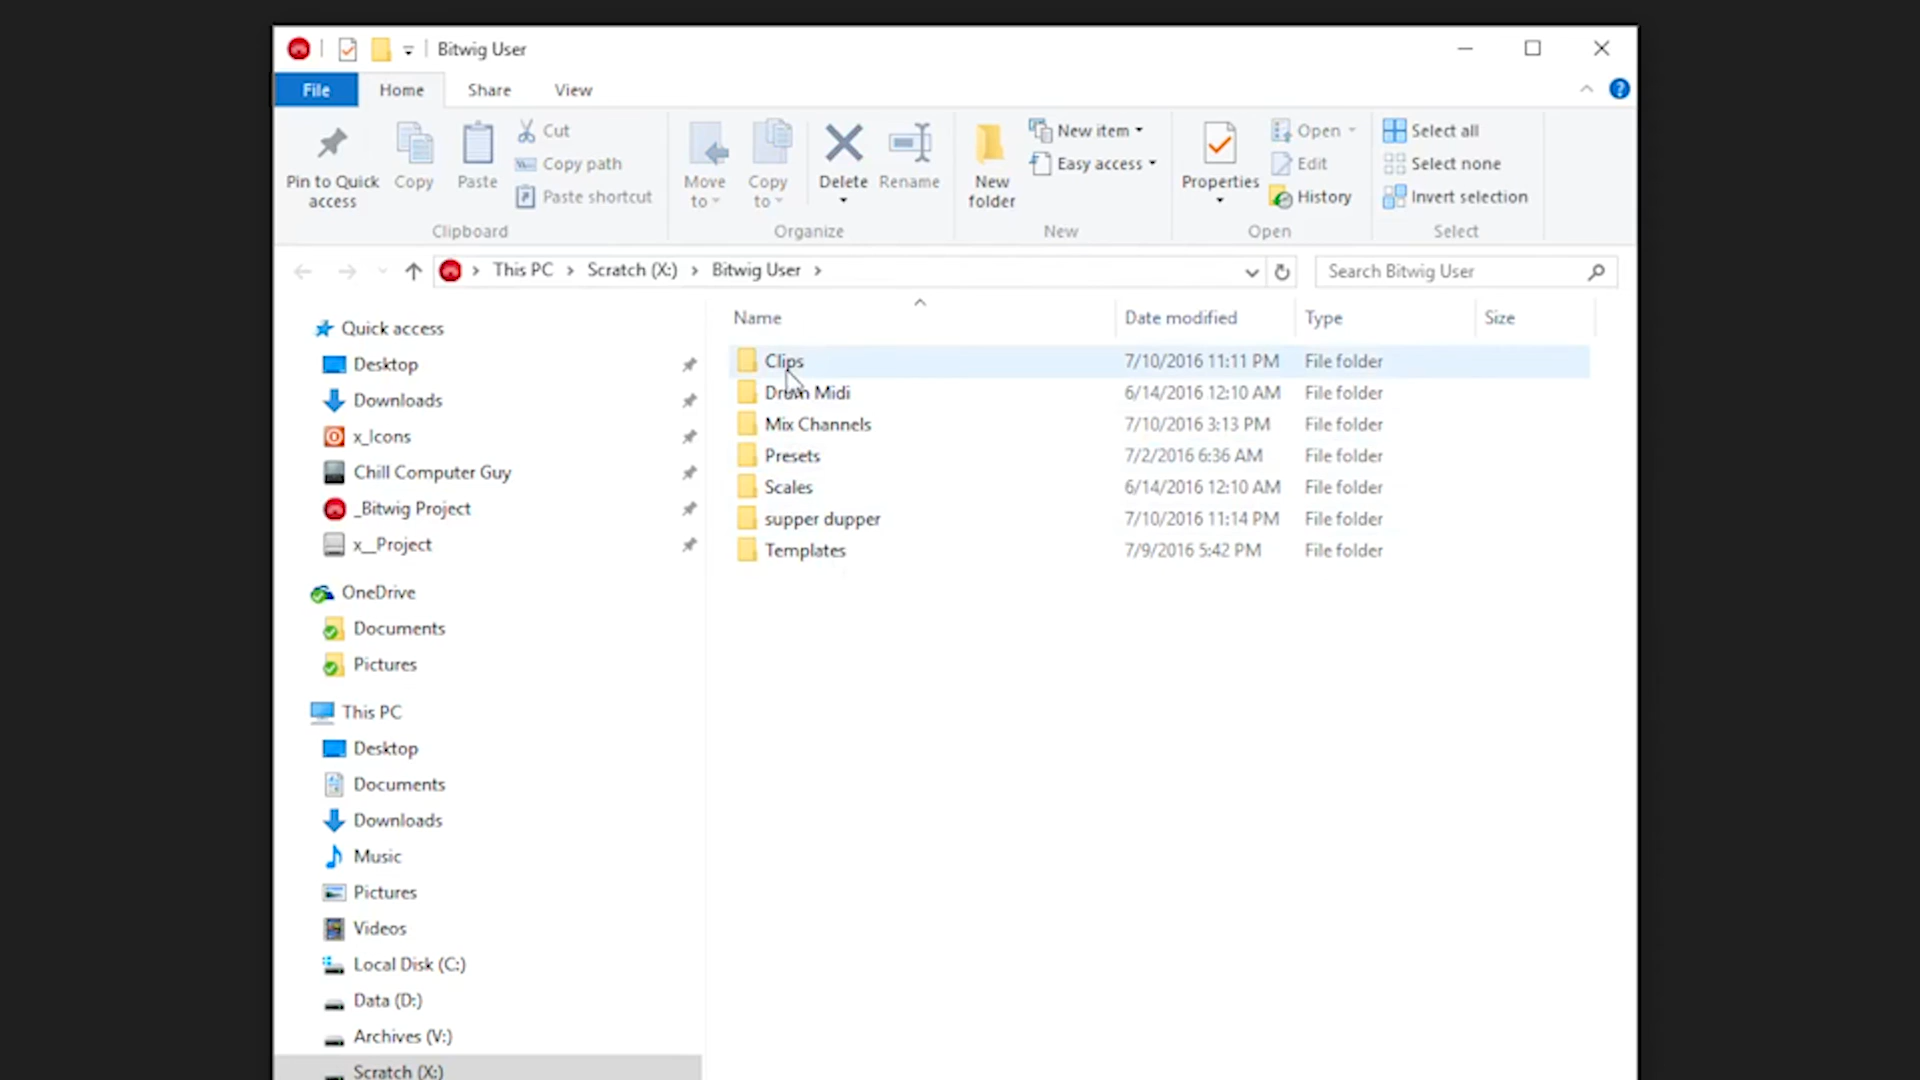 Bitwig User
File Home Share View
Pin to Quick access
Copy
Paste
Cut
Copy path
Paste shortcut
Clipboard
Move to
Copy to
Delete
Rename
Organize
New folder
New item
Easy access
New
Properties
Open
Edit
History
Open
Select all
Select none
Invert selection
Select
This PC Scratch (X:) Bitwig User
Search Bitwig User
Name Date modified Type Size
Clips 7/10/2016 11:11 PM File folder
Drum Midi 6/14/2016 12:10 AM File folder
Mix Channels 7/10/2016 3:13 PM File folder
Presets 7/2/2016 6:36 AM File folder
Scales 6/14/2016 12:10 AM File folder
supper dupper 7/10/2016 11:14 PM File folder
Templates 7/9/2016 5:42 PM File folder
Quick access
Desktop
Downloads
x_Icons
Chill Computer Guy
_Bitwig Project
x__Project
OneDrive
Documents
Pictures
This PC
Desktop
Documents
Downloads
Music
Pictures
Videos
Local Disk (C:)
Data (D:)
Archives (V:)
Scratch (X:)